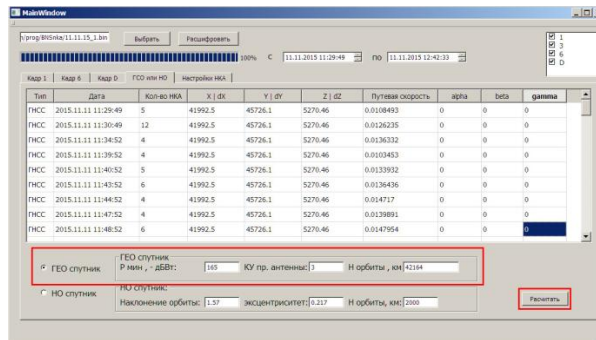 MainWindow
ı/prog/BNSnka/11.11.15_1.bin Выбрать Расшифровать
100% С 11.11.2015 11:29:49 ПО 11.11.2015 12:42:33
1
3
6
D
Кадр 1 Кадр 6 Кадр D ГСО или НО Настройки НКА
Тип Дата Кол-во НКА X | dX Y | dY Z | dZ Путевая скорость alpha beta gamma
ГНСС 2015.11.11 11:29:49 5 41992.5 45726.1 5270.46 0.0108493 0 0 0
ГНСС 2015.11.11 11:30:49 12 41992.5 45726.1 5270.46 0.0126235 0 0 0
ГНСС 2015.11.11 11:34:52 4 41992.5 45726.1 5270.46 0.0136332 0 0 0
ГНСС 2015.11.11 11:39:52 4 41992.5 45726.1 5270.46 0.0103453 0 0 0
ГНСС 2015.11.11 11:40:52 5 41992.5 45726.1 5270.46 0.0133932 0 0 0
ГНСС 2015.11.11 11:43:52 6 41992.5 45726.1 5270.46 0.0136436 0 0 0
ГНСС 2015.11.11 11:44:52 4 41992.5 45726.1 5270.46 0.014717 0 0 0
ГНСС 2015.11.11 11:47:52 4 41992.5 45726.1 5270.46 0.0139891 0 0 0
ГНСС 2015.11.11 11:48:52 6 41992.5 45726.1 5270.46 0.0147954 0 0 0
ГЕО спутник
ГЕО спутник Р мин , - дБВт: 165 КУ пр. антенны: 3 Н орбиты , км 42164
НО спутник:
НО спутник Наклонение орбиты: 1.57 эксцентриситет: 0.217 Н орбиты, км: 2000
Расчитать